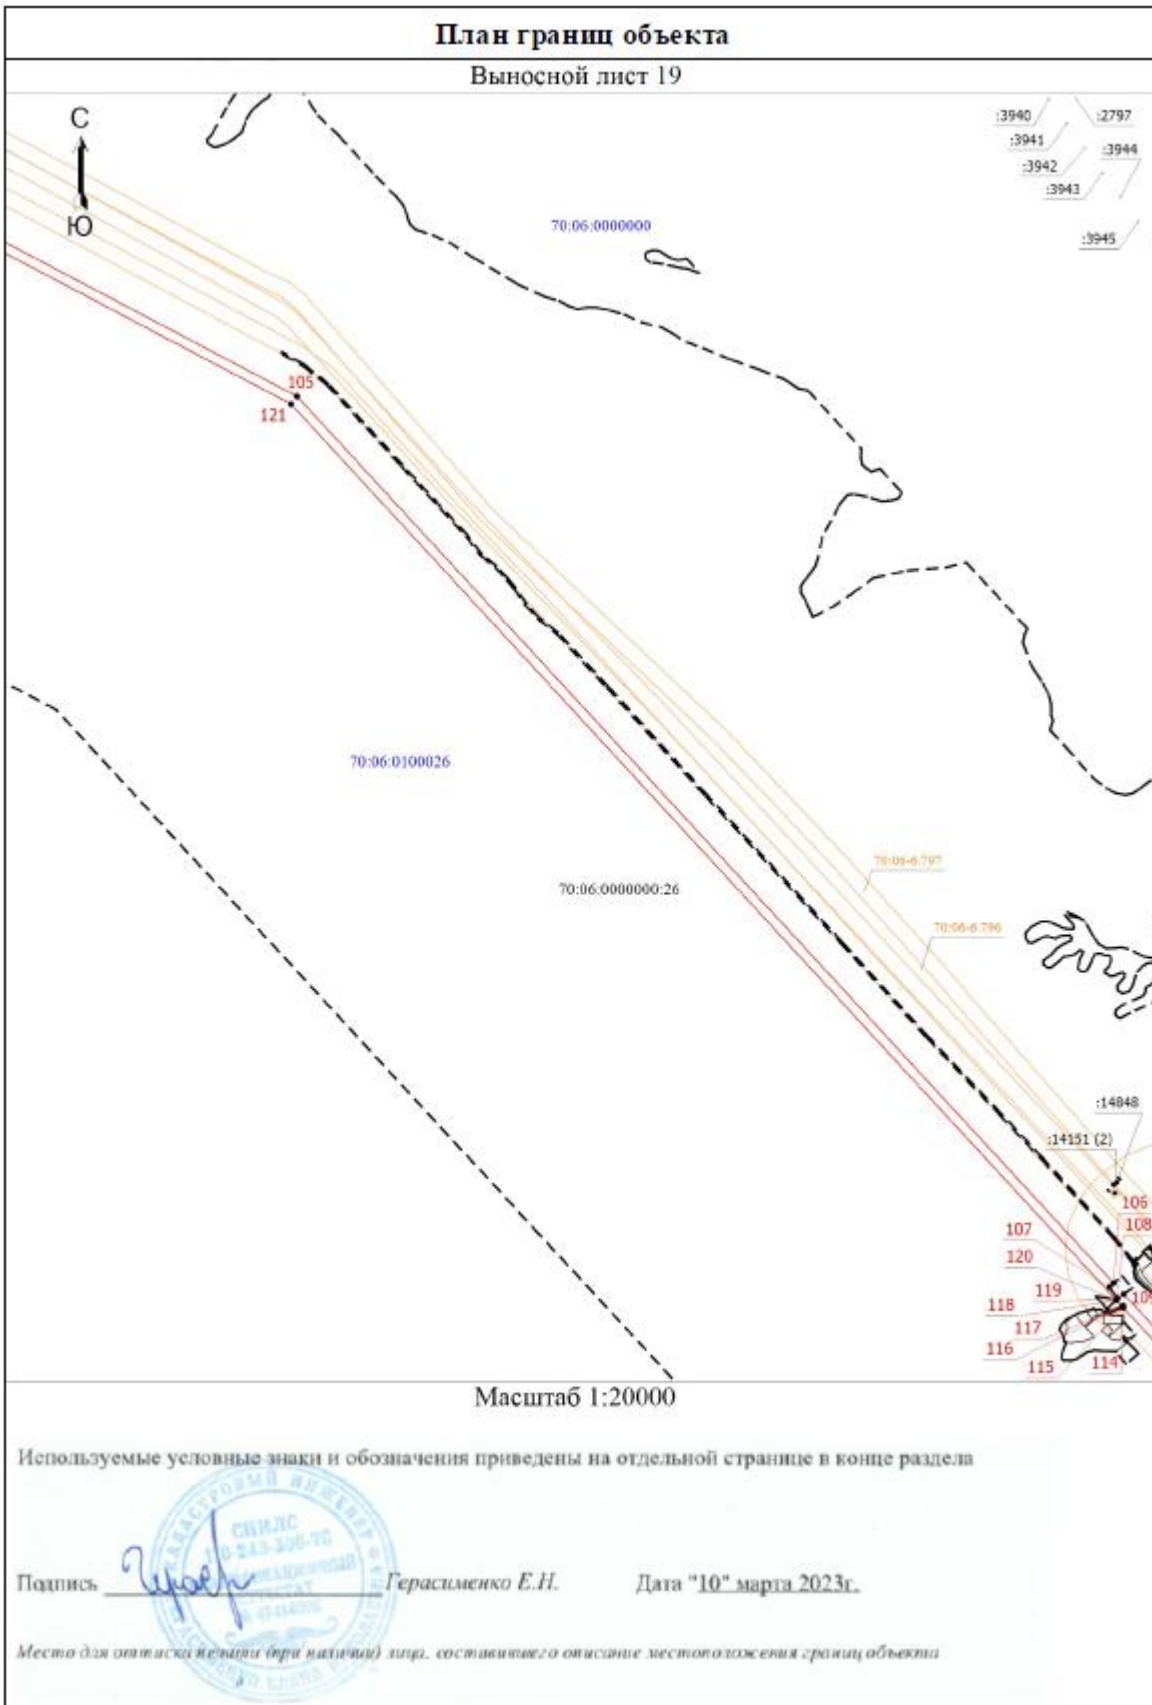 План границ объекта
Выносной лист 19
С
Ю
:3940
:2797
:3941
:3944
:3942
:3943
:3945
70:06:0000000
105
121
70:06:0100026
70:06:0000000:26
70:06-6.797
70:06-6.796
:14848
:14151 (2)
106
108
107
120
119
109
118
117
116
115
114
Масштаб 1:20000
Используемые условные знаки и обозначения приведены на отдельной странице в конце раздела
КАДАСТРОВЫЙ ИНЖЕНЕР
СНИЛС
Подпись Герасименко Е.Н. Дата "10" марта 2023г.
Место для оттиска печати (при наличии) лица, составившего описание местоположения границ объекта